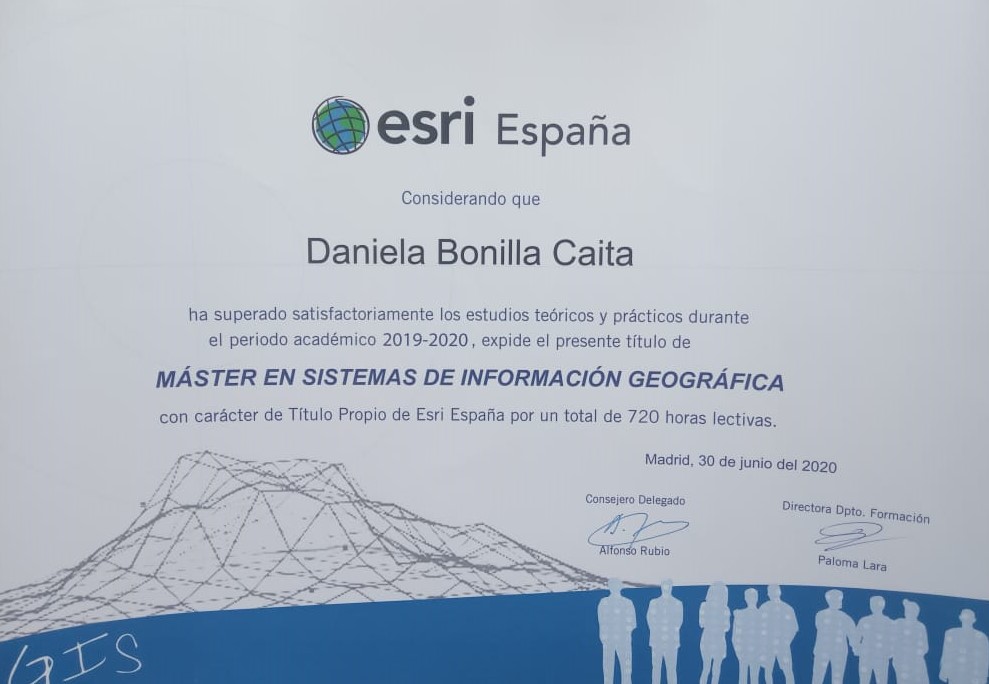 esri España
Considerando que
Daniela Bonilla Caita
ha superado satisfactoriamente los estudios teóricos y prácticos durante
el periodo académico 2019-2020, expide el presente título de
MÁSTER EN SISTEMAS DE INFORMACIÓN GEOGRÁFICA
con carácter de Título Propio de Esri España por un total de 720 horas lectivas.
Madrid, 30 de junio del 2020
Consejero Delegado
Alfonso Rubio
Directora Dpto. Formación
Paloma Lara
GIS